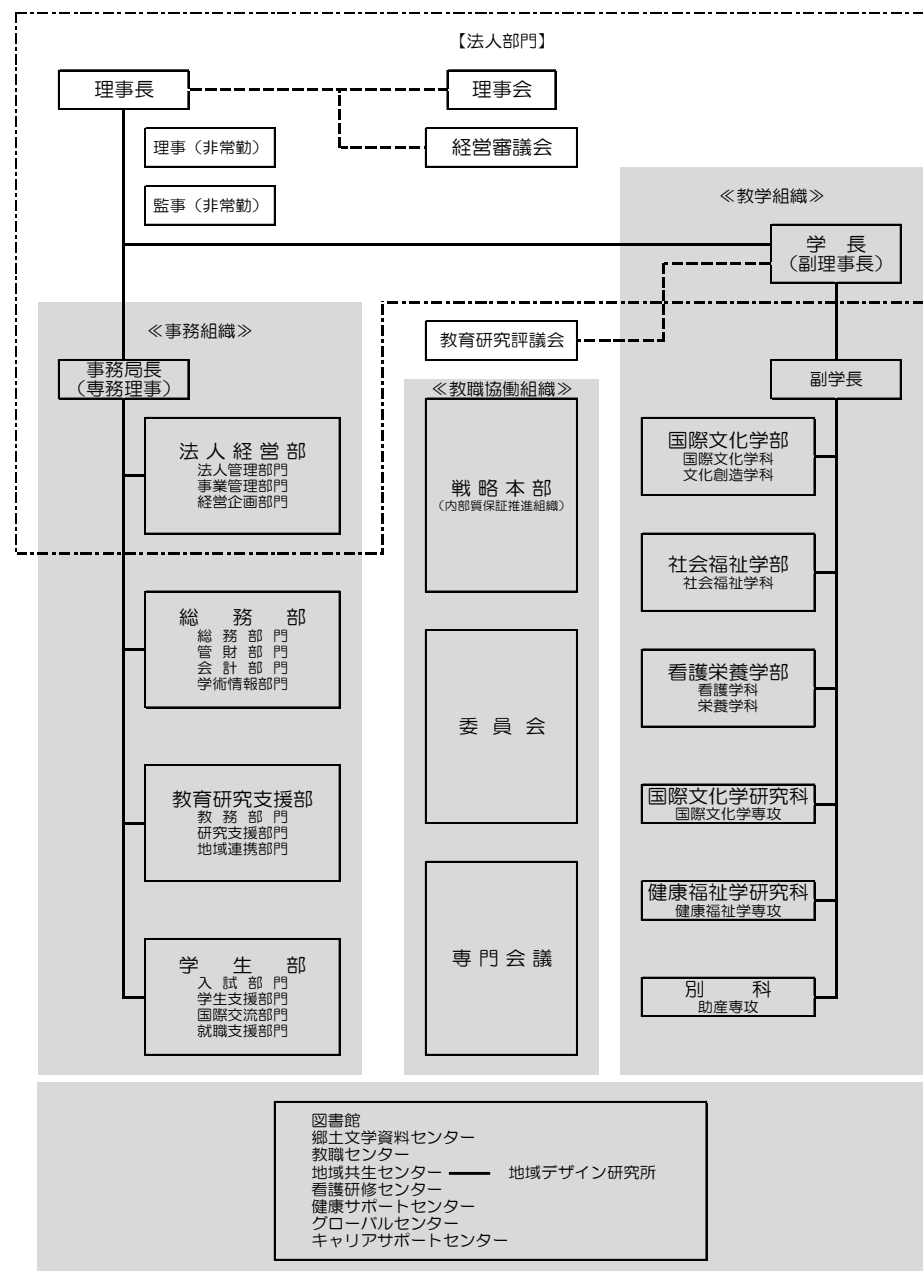 【法人部門】
理事長
理事会
理事（非常勤）
経営審議会
監事（非常勤）
≪教学組織≫
学　長
（副理事長）
≪事務組織≫
教育研究評議会
事務局長
（専務理事）
≪教職協働組織≫
副学長
法 人 経 営 部
法人管理部門
事業管理部門
経営企画部門
総　務　部
総 務 部 門
管 財 部 門
会 計 部 門
学術情報部門
教育研究支援部
教 務 部 門
研究支援部門
地域連携部門
学　生　部
入 試 部 門
学生支援部門
国際交流部門
就職支援部門
戦 略 本 部
（内部質保証推進組織）
委 員 会
専 門 会 議
国際文化学部
国際文化学科
文化創造学科
社会福祉学部
社会福祉学科
看護栄養学部
看護学科
栄養学科
国際文化学研究科
国際文化学専攻
健康福祉学研究科
健康福祉学専攻
別　　科
助産専攻
図書館
郷土文学資料センター
教職センター
地域共生センター　地域デザイン研究所
看護研修センター
健康サポートセンター
グローバルセンター
キャリアサポートセンター